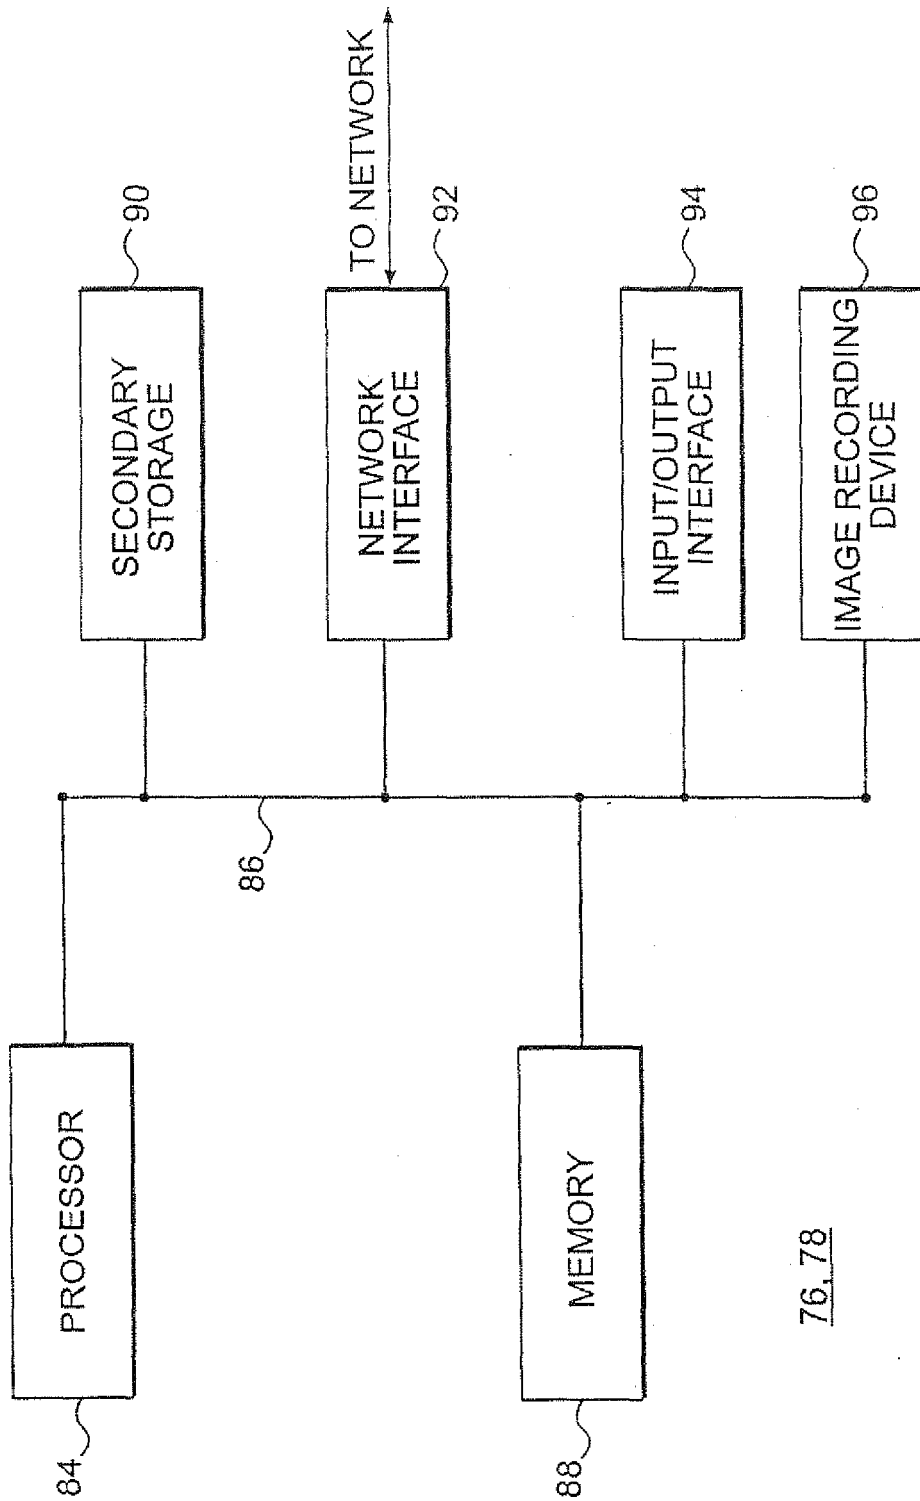 84
PROCESSOR
86
SECONDARY
STORAGE
90
NETWORK
INTERFACE
92
TO NETWORK
88
MEMORY
INPUT/OUTPUT
INTERFACE
94
IMAGE RECORDING
DEVICE
96
76, 78